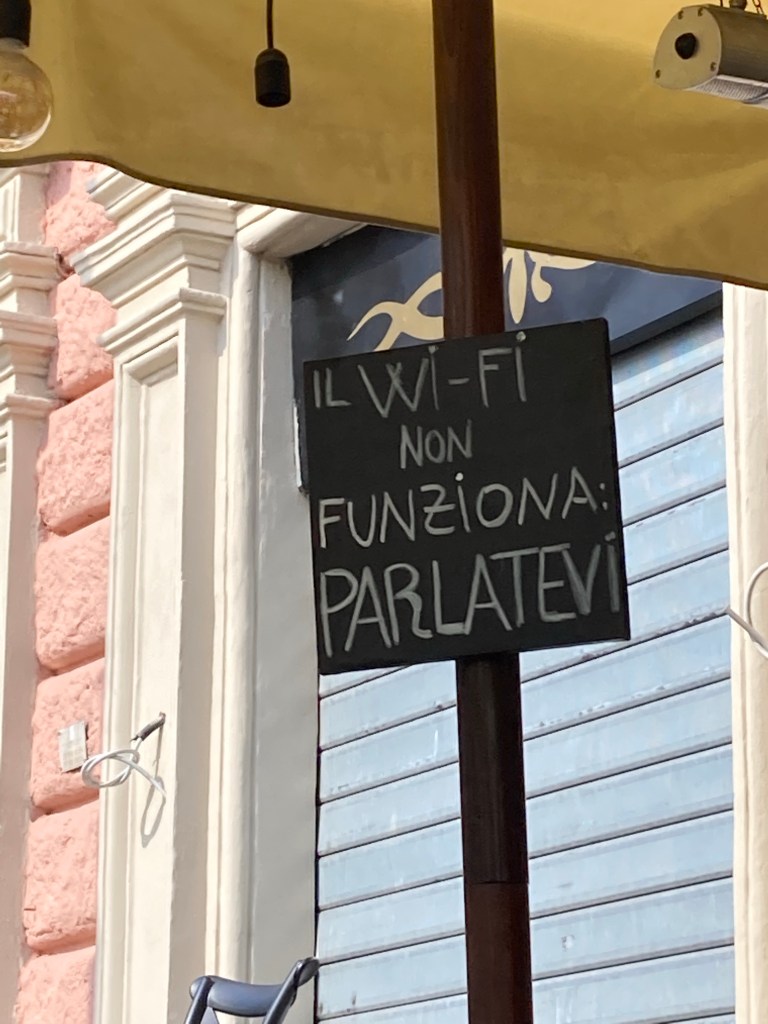 IL Wi-Fi
NON
FUNZiONA:
PARLATEVi